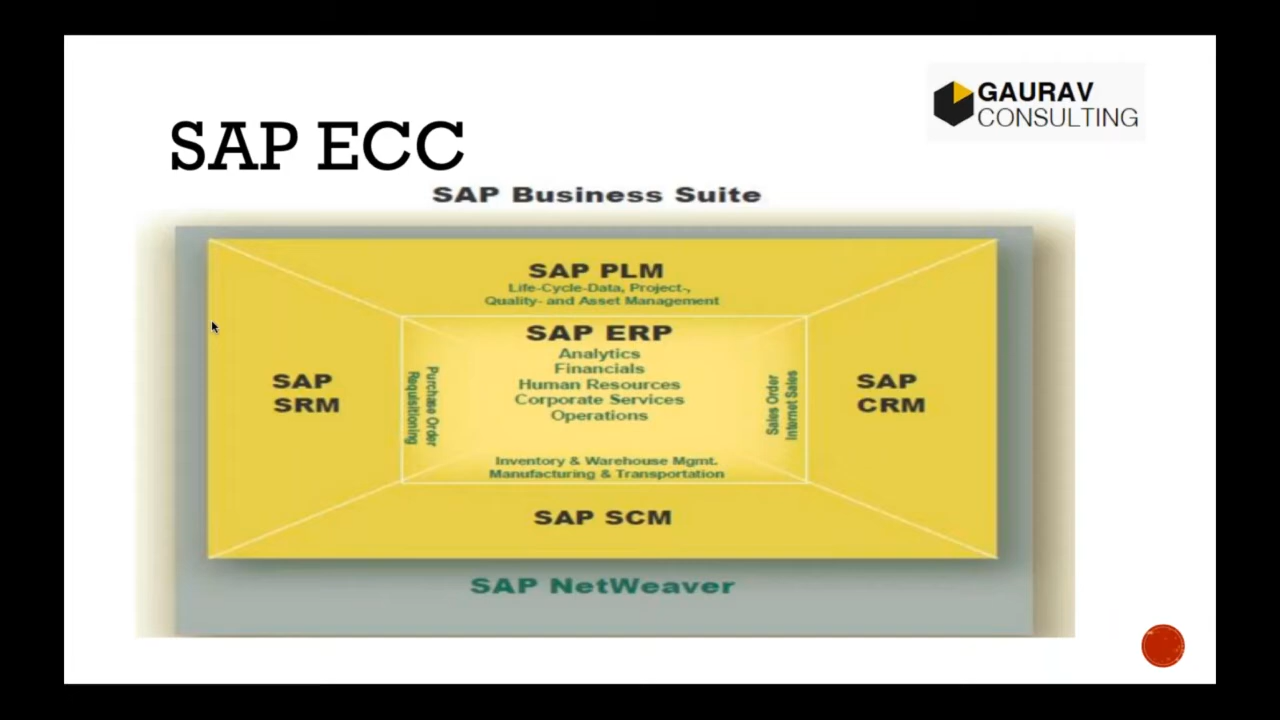 GAURAV
CONSULTING
SAP ECC
SAP Business Suite
SAP PLM
Life-Cycle-Data, Project-,
Quality- and Asset Management
SAP ERP
Analytics
Financials
Human Resources
Corporate Services
Operations
SAP
SRM
Purchase Order
Requisitioning
Sales Order
Internet Sales
SAP
CRM
Inventory & Warehouse Mgmt.
Manufacturing & Transportation
SAP SCM
SAP NetWeaver